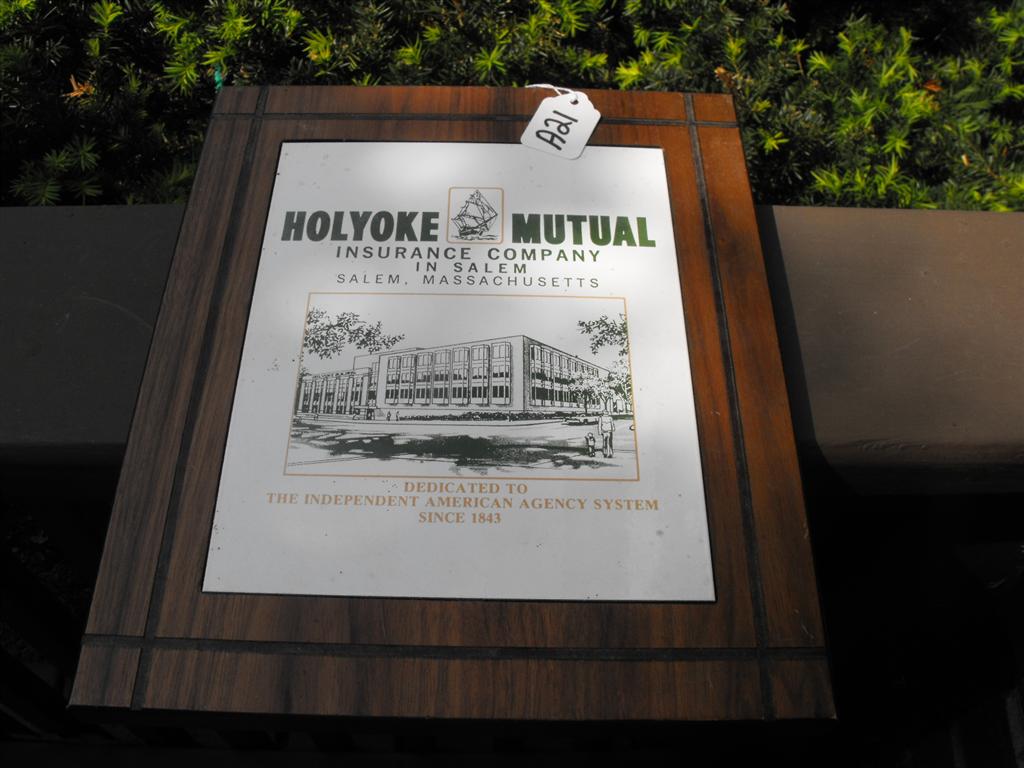 A21
HOLYOKE MUTUAL
INSURANCE COMPANY
IN SALEM
SALEM, MASSACHUSETTS
DEDICATED TO
THE INDEPENDENT AMERICAN AGENCY SYSTEM
SINCE 1843